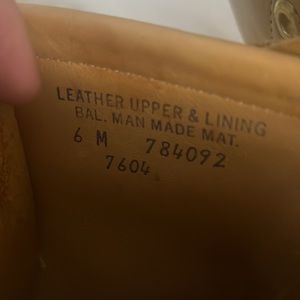 LEATHER UPPER & LINING
BAL. MAN MADE MAT.
6 M 784092
7604